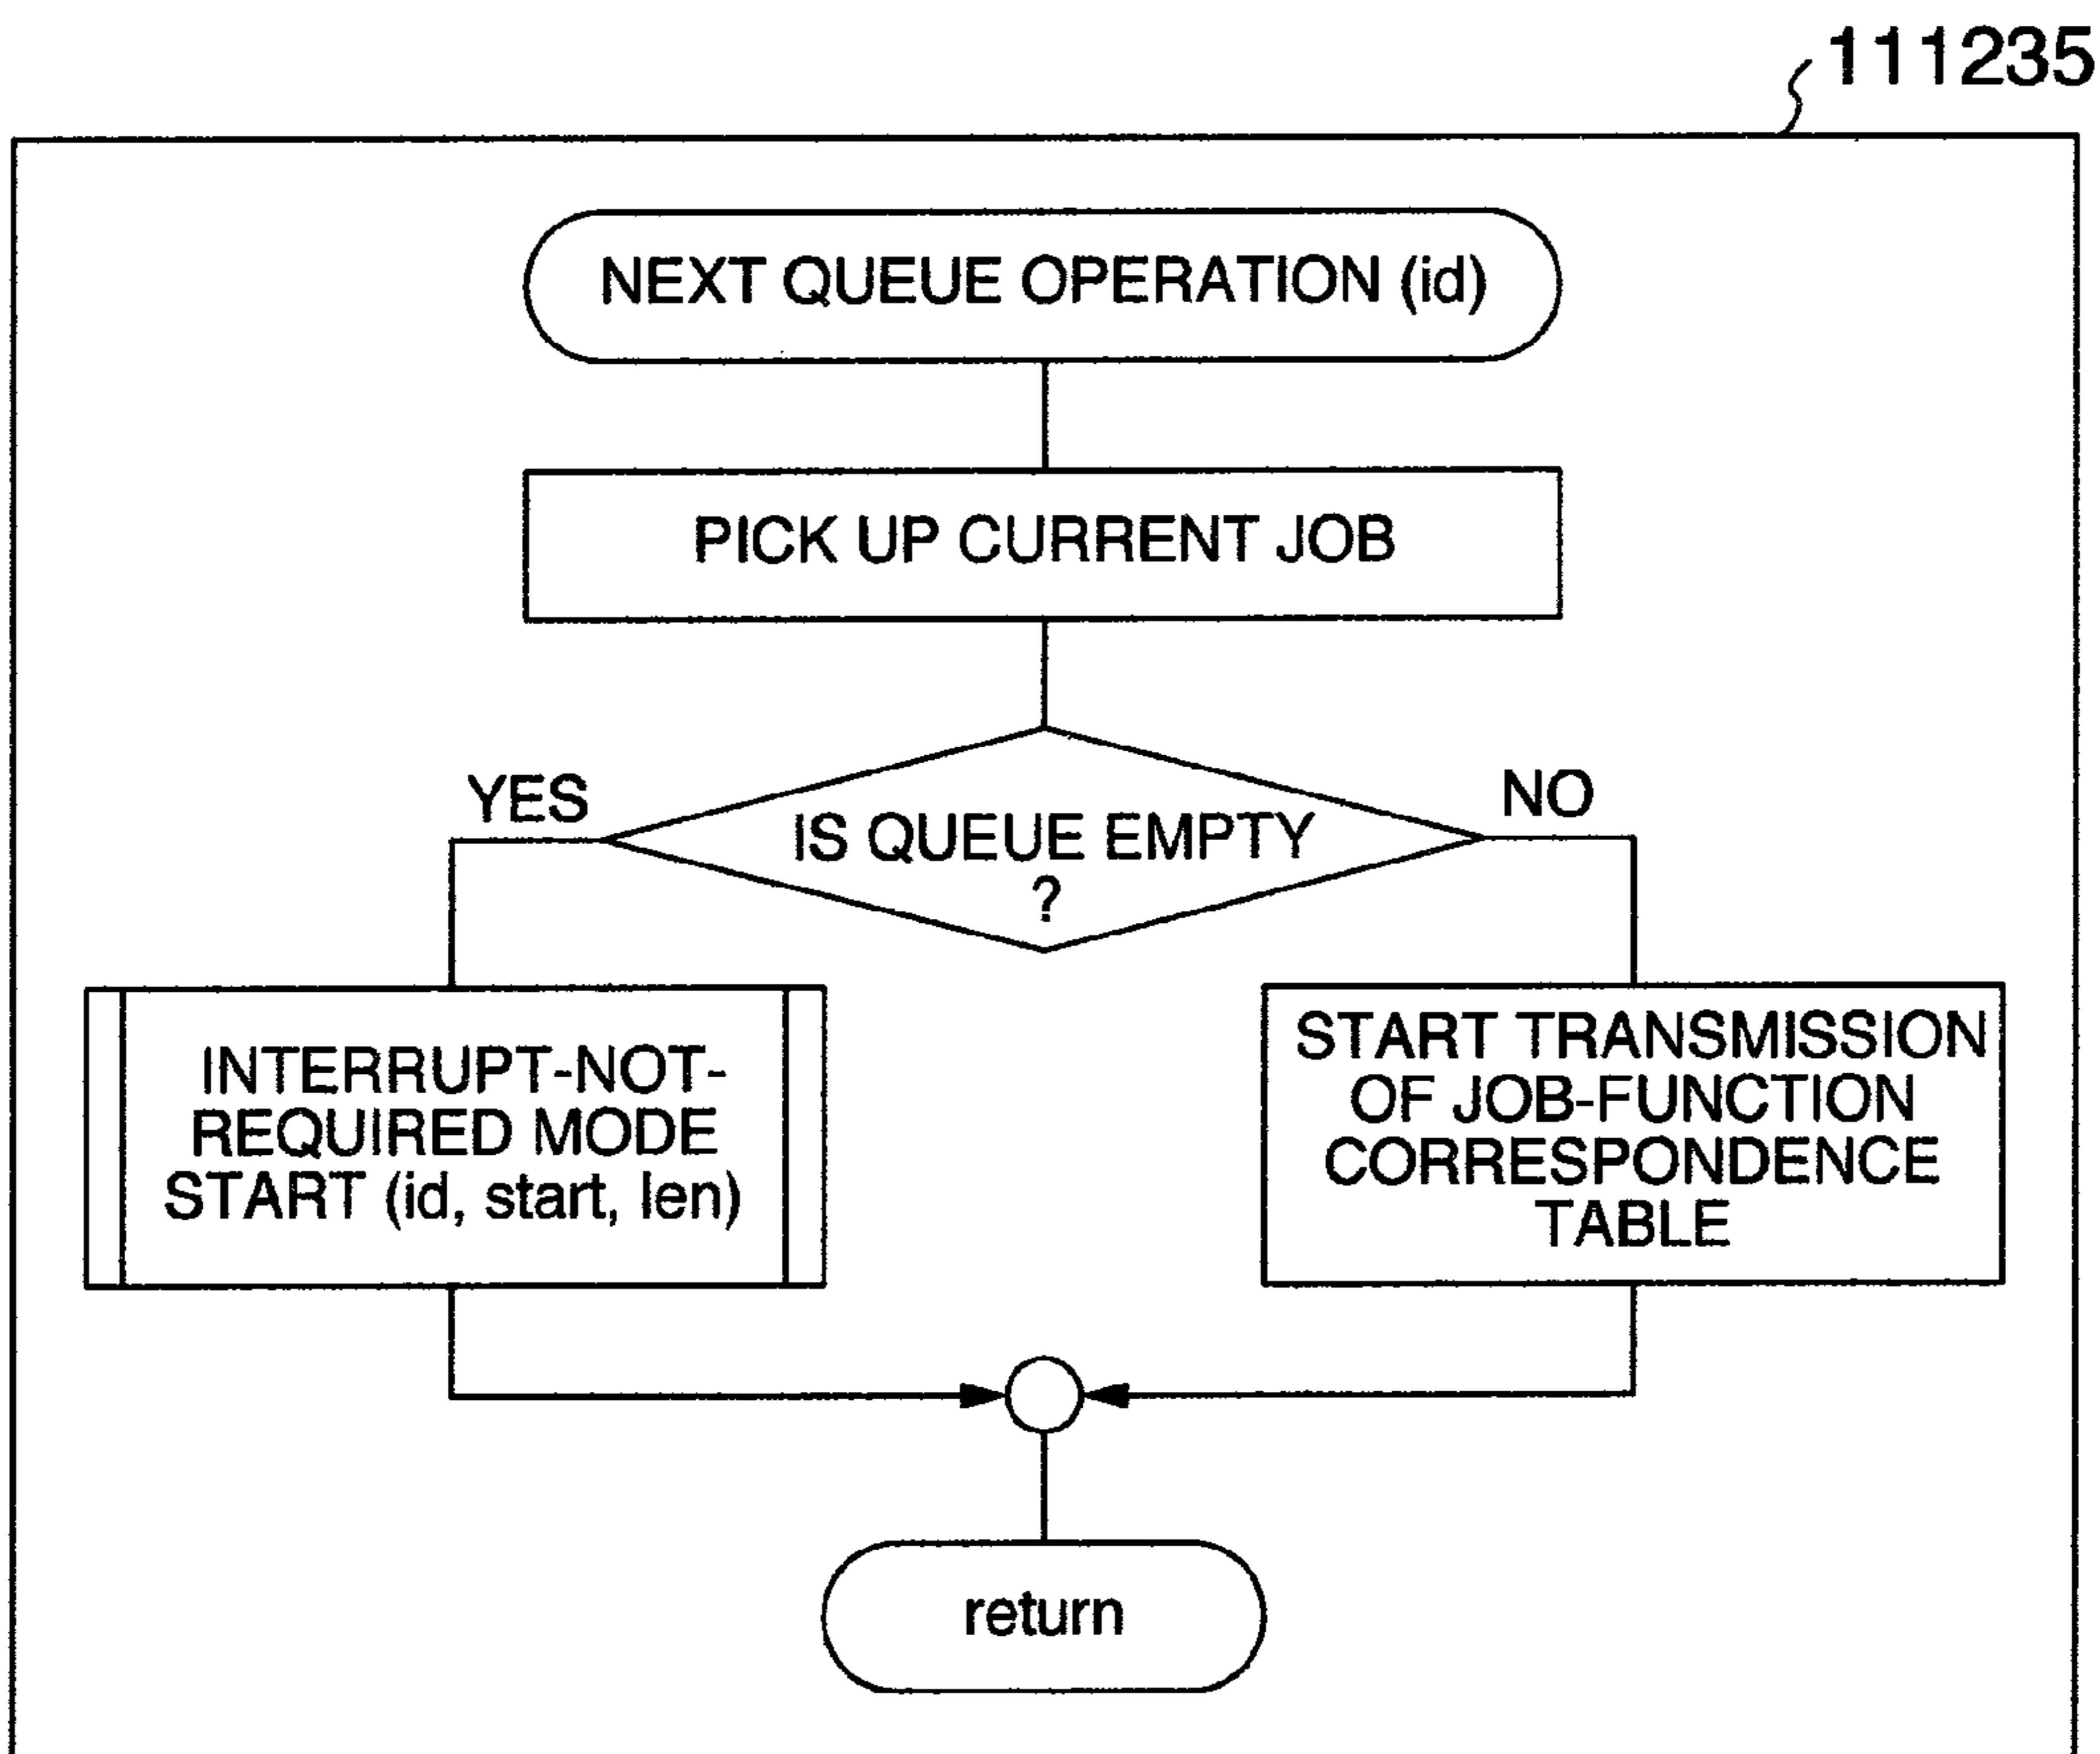 111235
NEXT QUEUE OPERATION (id)
PICK UP CURRENT JOB
YES
NO
IS QUEUE EMPTY
?
INTERRUPT-NOT-
REQUIRED MODE
START (id, start, len)
START TRANSMISSION
OF JOB-FUNCTION
CORRESPONDENCE
TABLE
return